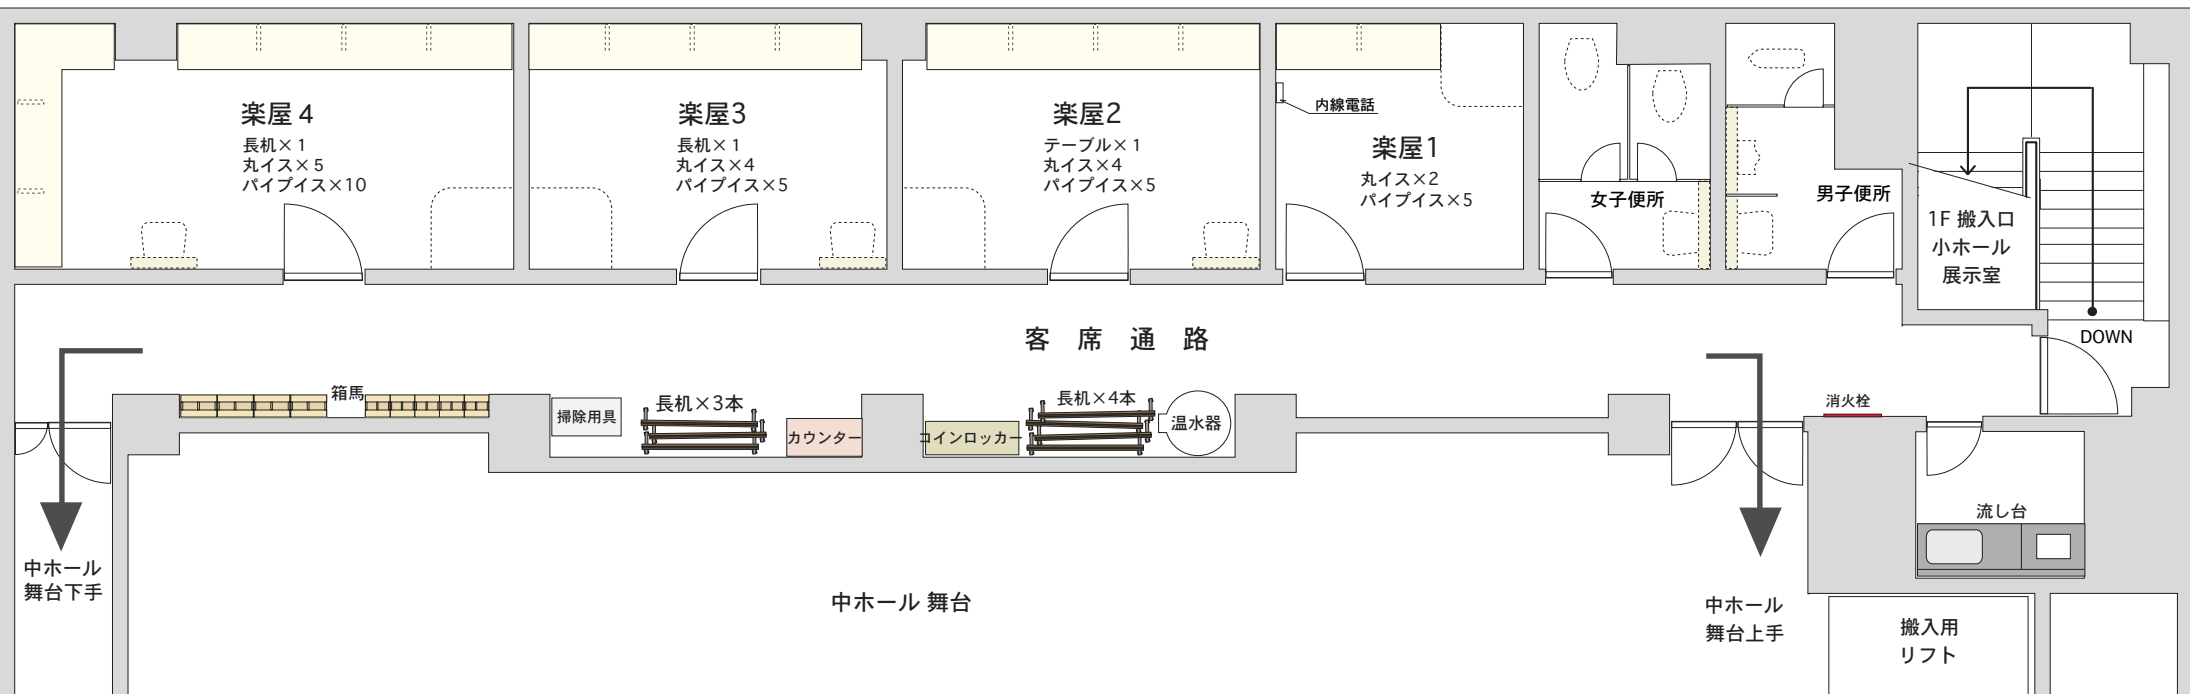 楽屋４
長机×１
丸イス×５
パイプイス×10
楽屋3
長机×１
丸イス×4
パイプイス×5
楽屋2
テーブル×１
丸イス×4
パイプイス×5
内線電話
楽屋1
丸イス×2
パイプイス×5
女子便所
男子便所
1F 搬入口
小ホール
展示室
DOWN
客 席 通 路
箱馬
掃除用具
長机×3本
カウンター
コインロッカー
長机×4本
温水器
消火栓
流し台
中ホール
舞台下手
中ホール 舞台
中ホール
舞台上手
搬入用
リフト